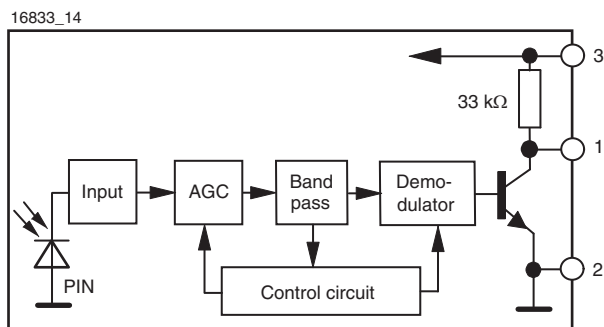 16833_14
3
33 kΩ
1
Input
AGC
Band
pass
Demo-
dulator
2
PIN
Control circuit